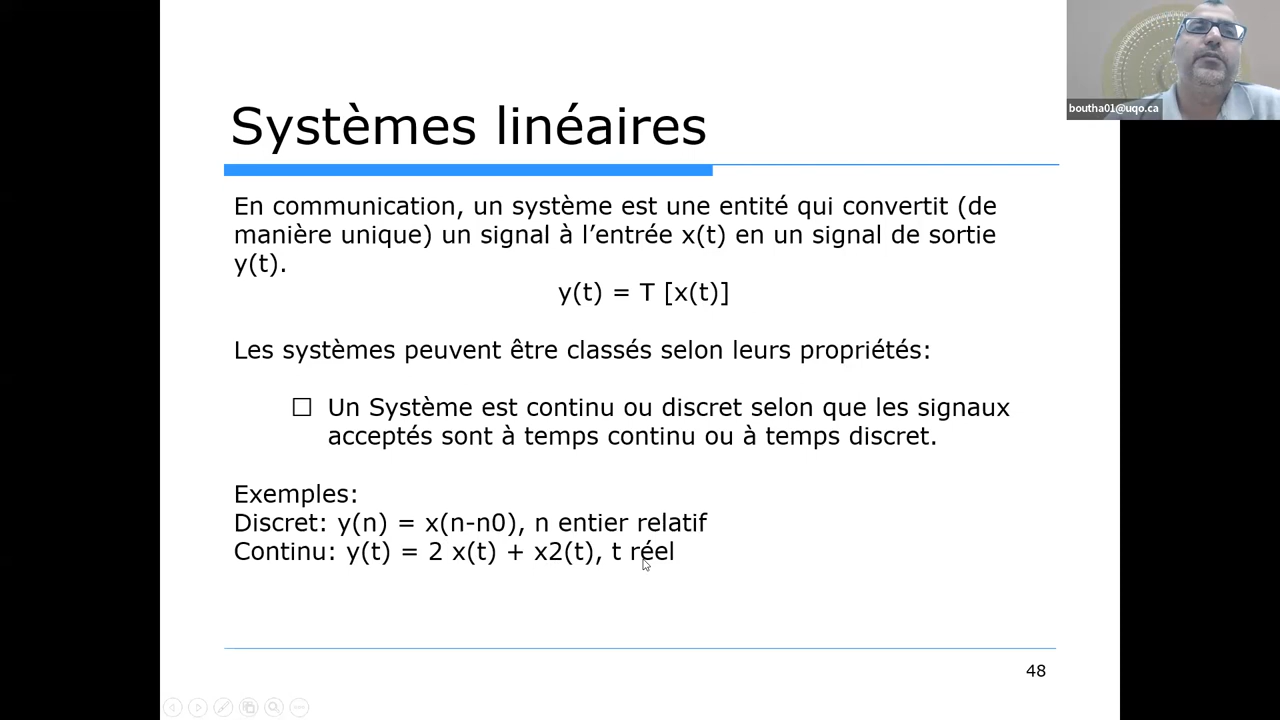 boutha01@uqo.ca
Systèmes linéaires
En communication, un système est une entité qui convertit (de
manière unique) un signal à l’entrée x(t) en un signal de sortie
y(t).
y(t) = T [x(t)]
Les systèmes peuvent être classés selon leurs propriétés:
☐ Un Système est continu ou discret selon que les signaux
acceptés sont à temps continu ou à temps discret.
Exemples:
Discret: y(n) = x(n-n0), n entier relatif
Continu: y(t) = 2 x(t) + x2(t), t réel
48